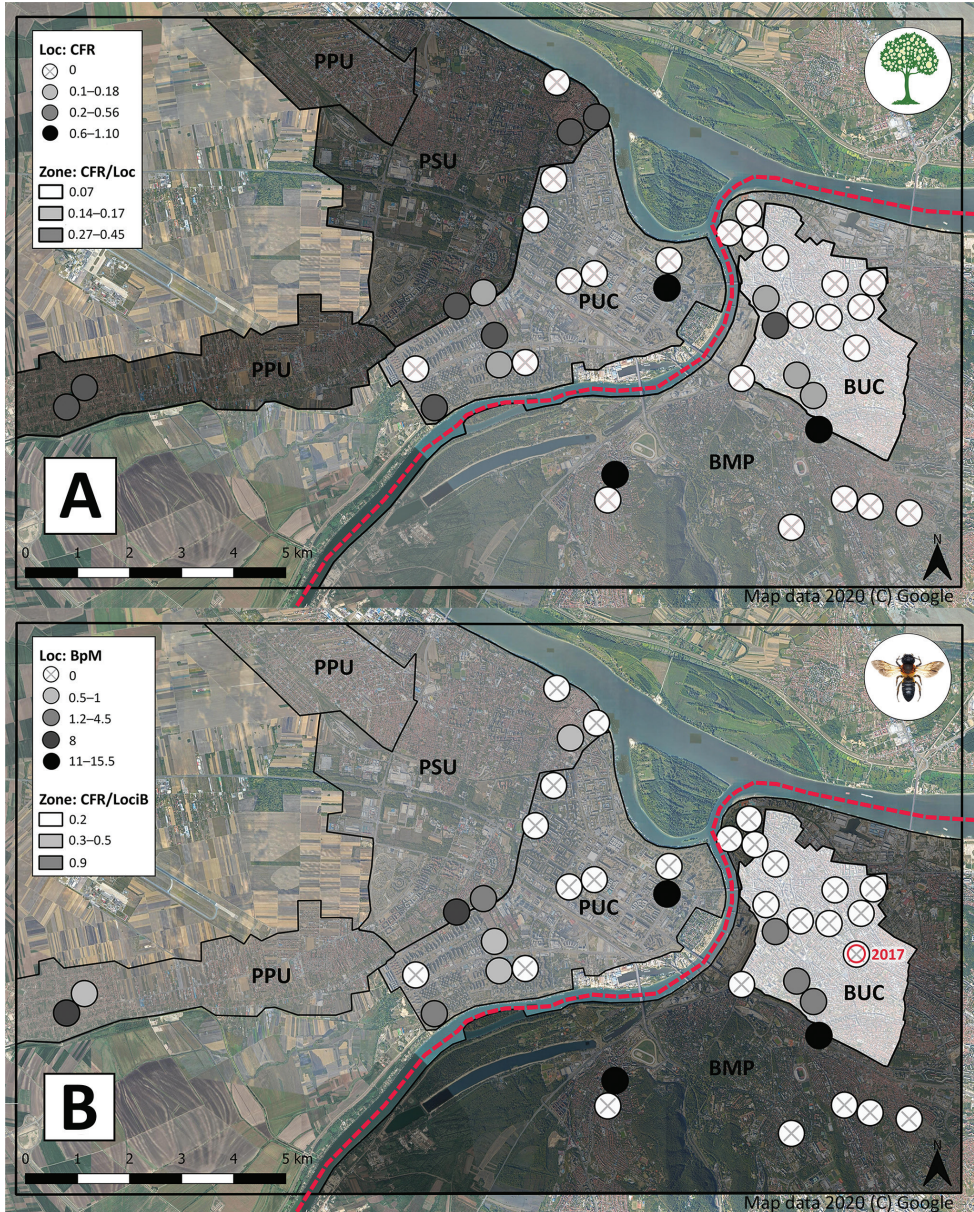 Loc: CFR
0
0.1–0.18
0.2–0.56
0.6–1.10
Zone: CFR/Loc
0.07
0.14–0.17
0.27–0.45
PPU
PSU
PUC
PPU
BUC
BMP
A
0 1 2 3 4 5 km
N
Map data 2020 (C) Google
Loc: BpM
0
0.5–1
1.2–4.5
8
11–15.5
Zone: CFR/LociB
0.2
0.3–0.5
0.9
PPU
PSU
PUC
2017
PPU
BUC
BMP
B
0 1 2 3 4 5 km
N
Map data 2020 (C) Google